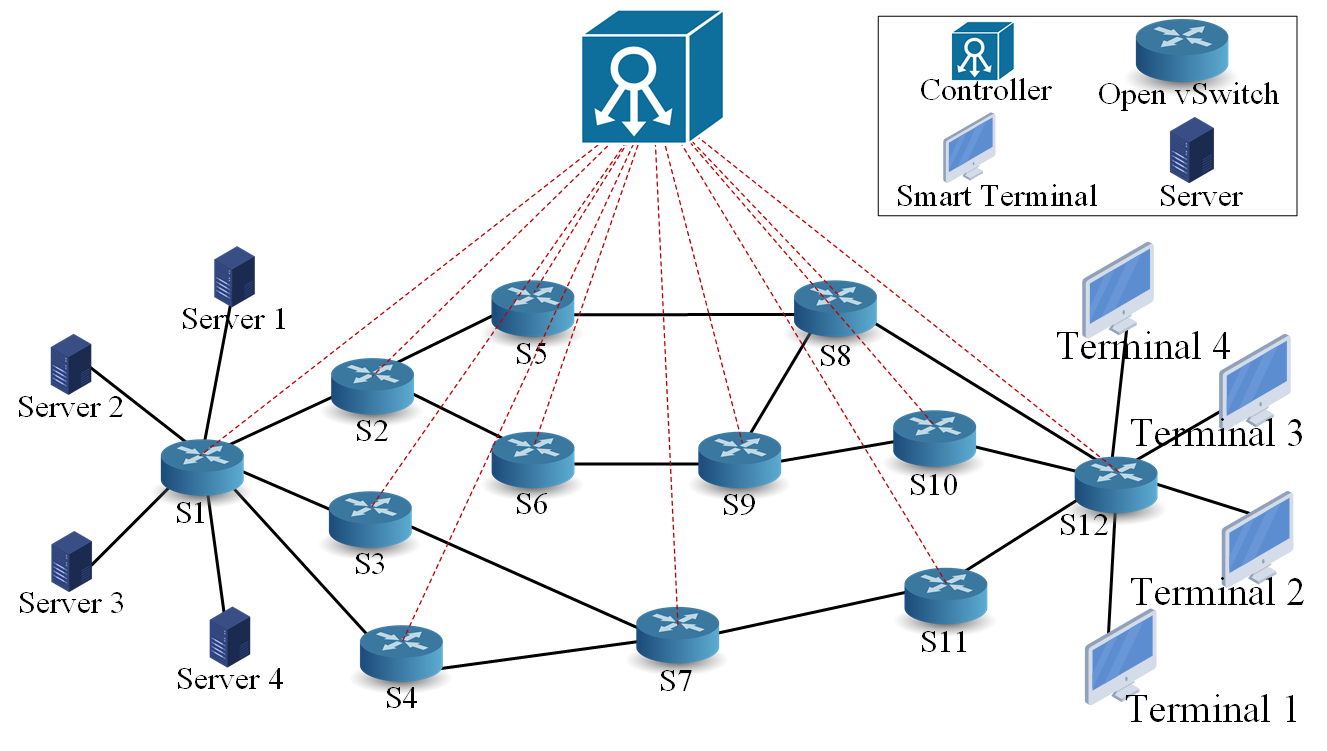 Controller
Open vSwitch
Smart Terminal
Server
Server 1
Server 2
Server 3
Server 4
S1
S2
S3
S4
S5
S6
S7
S8
S9
S10
S11
S12
Terminal 4
Terminal 3
Terminal 2
Terminal 1